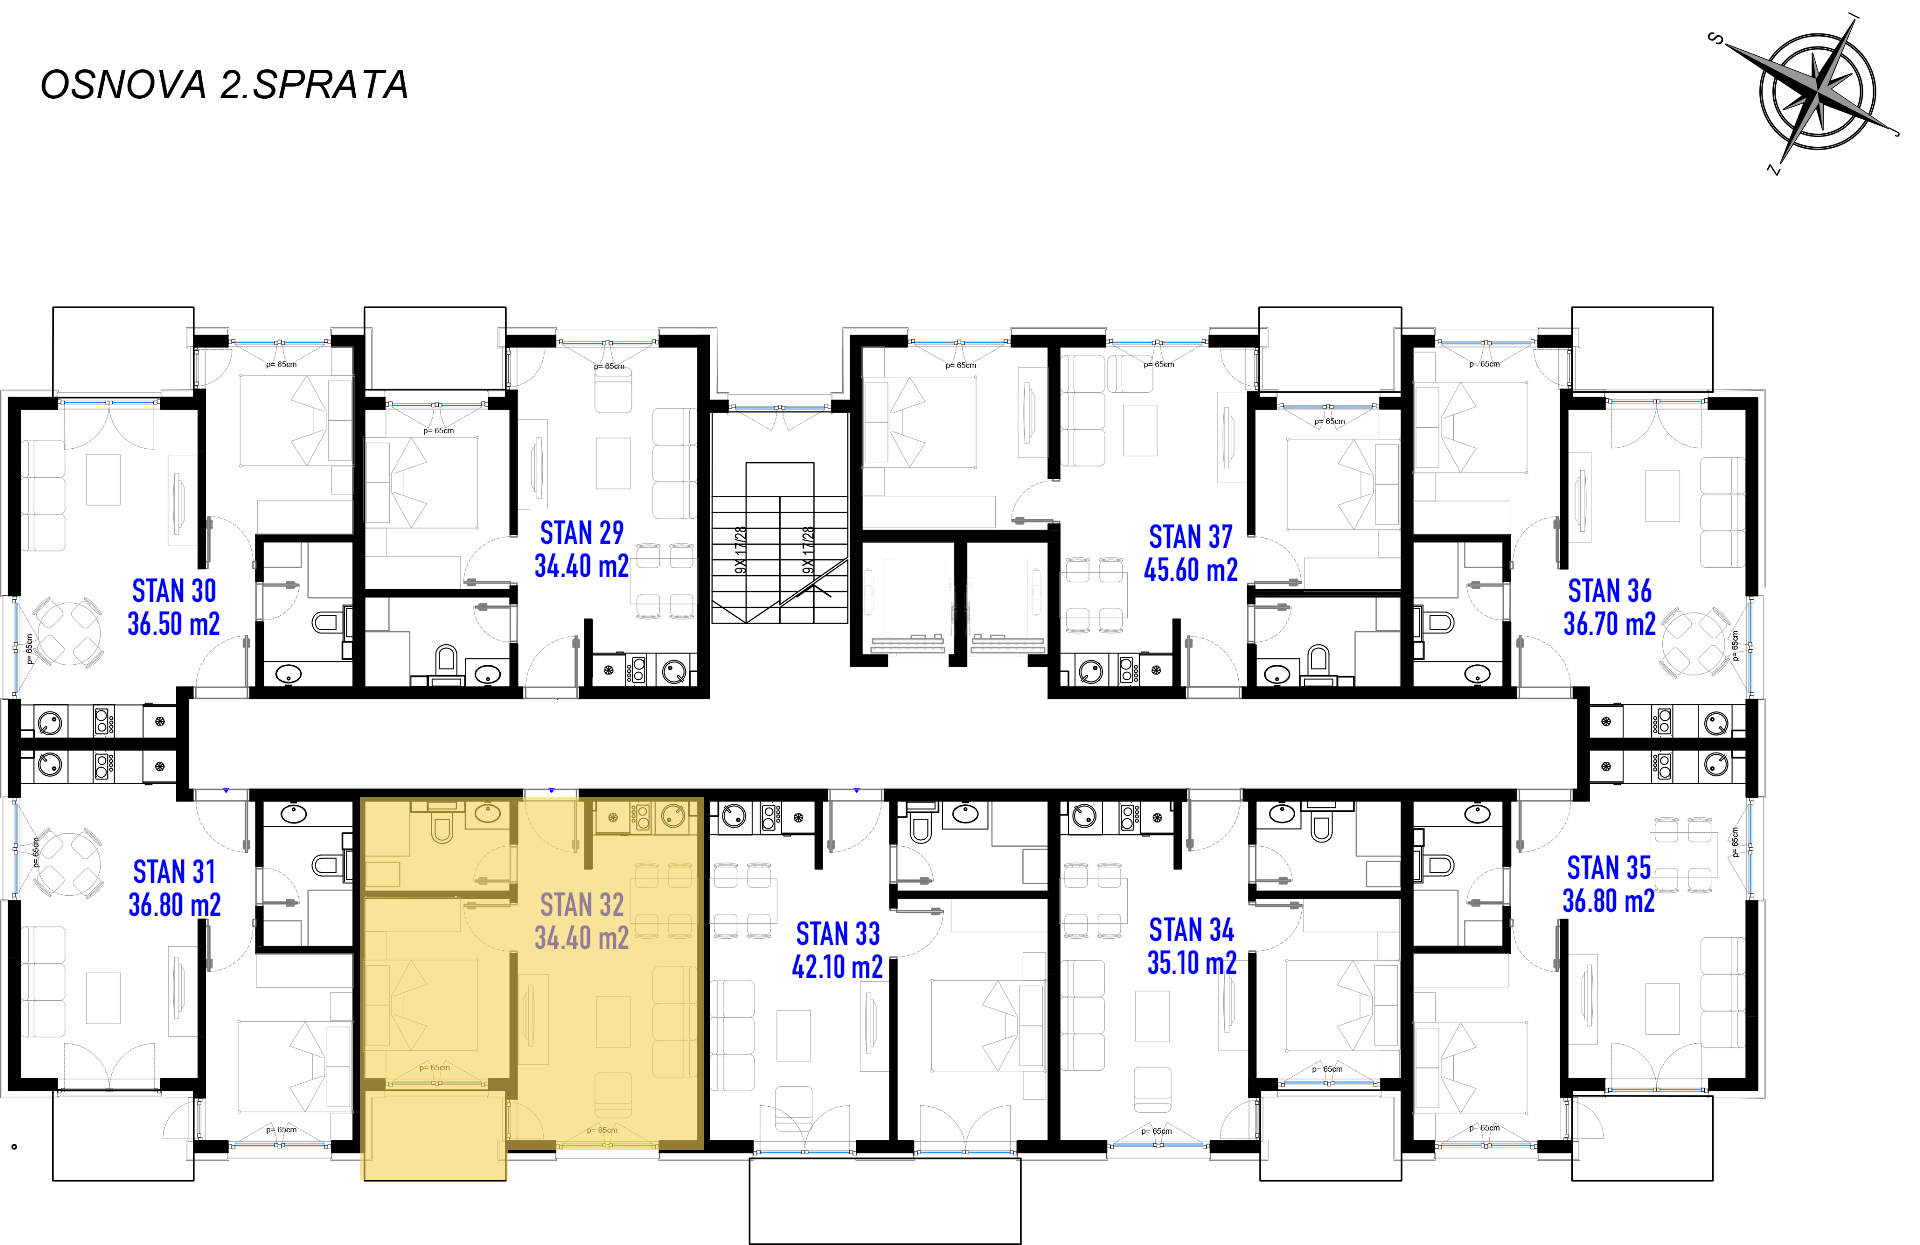 OSNOVA 2.SPRATA
S
I
J
Z
p= 65cm
p= 65cm
p= 65cm
p= 65cm
p= 65cm
p= 65cm
p= 65cm
STAN 29
34.40 m2
STAN 30
36.50 m2
9X 17/28
9X 17/28
STAN 37
45.60 m2
STAN 36
36.70 m2
p= 65cm
p= 65cm
p= 65cm
p= 65cm
STAN 31
36.80 m2
STAN 32
34.40 m2
STAN 33
42.10 m2
STAN 34
35.10 m2
STAN 35
36.80 m2
p= 65cm
p= 65cm
p= 65cm
p= 65cm
p= 65cm
p= 65cm